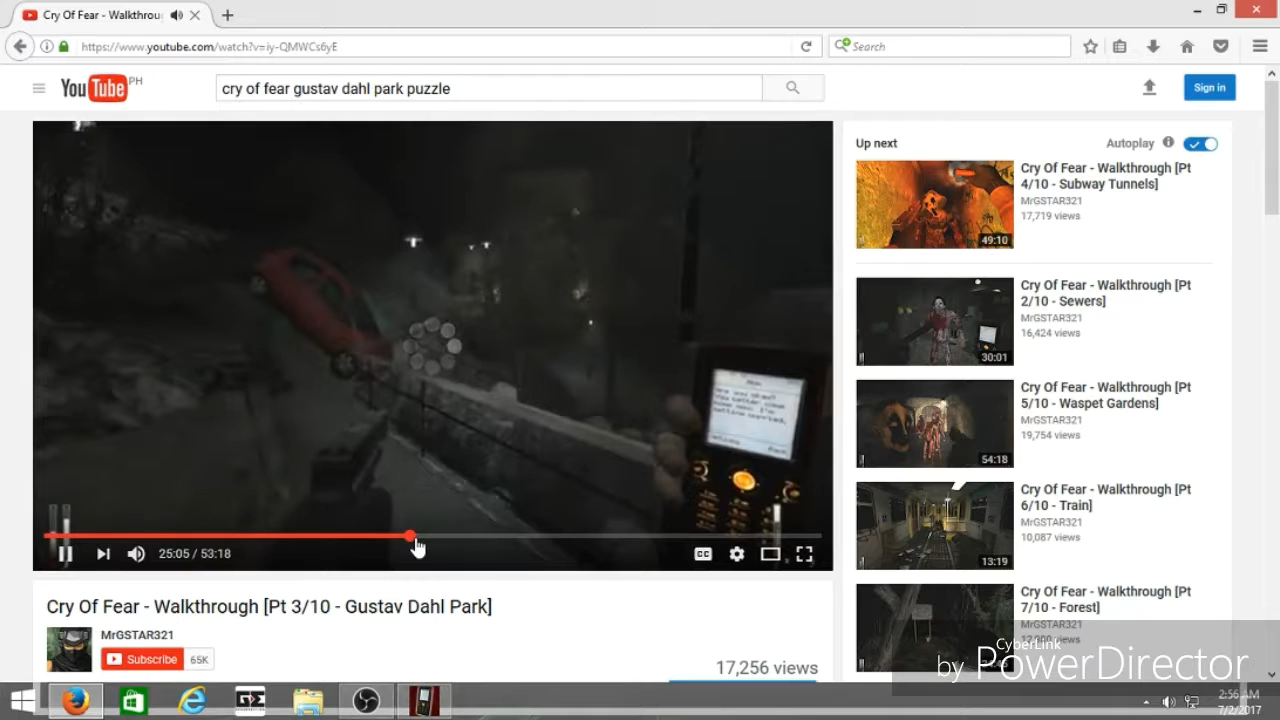 Cry Of Fear - Walkthrou
https://www.youtube.com/watch?v=iy-QMWCs6yE
Search
YouTube PH
cry of fear gustav dahl park puzzle
Sign in
Up next
Autoplay
Cry Of Fear - Walkthrough [Pt
4/10 - Subway Tunnels]
MrGSTAR321
17,719 views
49:10
Cry Of Fear - Walkthrough [Pt
2/10 - Sewers]
MrGSTAR321
16,424 views
30:01
Cry Of Fear - Walkthrough [Pt
5/10 - Waspet Gardens]
MrGSTAR321
19,754 views
54:18
Cry Of Fear - Walkthrough [Pt
6/10 - Train]
MrGSTAR321
10,087 views
13:19
Cry Of Fear - Walkthrough [Pt
7/10 - Forest]
MrGSTAR321
25:05 / 53:18
CC
Cry Of Fear - Walkthrough [Pt 3/10 - Gustav Dahl Park]
MrGSTAR321
Subscribe 65K
17,256 views
CyberLink
by PowerDirector
2:56 AM
7/2/2017